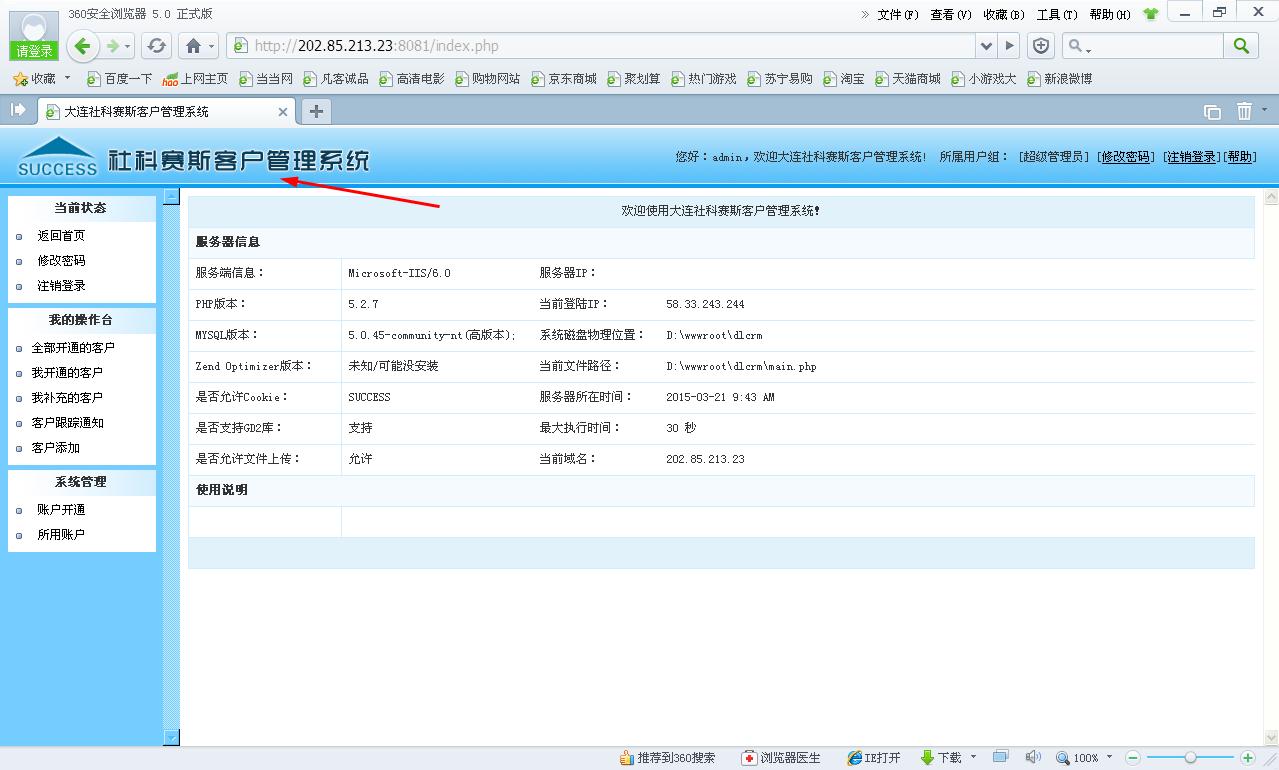 360安全浏览器 5.0 正式版
» 文件(F) 查看(V) 收藏(B) 工具(T) 帮助(H)
请登录
http://202.85.213.23:8081/index.php
收藏 百度一下 hao 上网主页 当当网 凡客诚品 高清电影 购物网站 京东商城 聚划算 热门游戏 苏宁易购 淘宝 天猫商城 小游戏大 新浪微博
大连社科赛斯客户管理系统
SUCCESS 社科赛斯客户管理系统
您好：admin，欢迎大连社科赛斯客户管理系统! 所属用户组： [超级管理员] [修改密码] [注销登录] [帮助]
当前状态
返回首页
修改密码
注销登录
我的操作台
全部开通的客户
我开通的客户
我补充的客户
客户跟踪通知
客户添加
系统管理
账户开通
所用账户
欢迎使用大连社科赛斯客户管理系统!
服务器信息
服务端信息： Microsoft-IIS/6.0 服务器IP：
PHP版本： 5.2.7 当前登陆IP： 58.33.243.244
MYSQL版本： 5.0.45-community-nt(高版本); 系统磁盘物理位置： D:\wwwroot\dlcrm
Zend Optimizer版本： 未知/可能没安装 当前文件路径： D:\wwwroot\dlcrm\main.php
是否允许Cookie： SUCCESS 服务器所在时间： 2015-03-21 9:43 AM
是否支持GD2库： 支持 最大执行时间： 30 秒
是否允许文件上传： 允许 当前域名： 202.85.213.23
使用说明
推荐到360搜索 浏览器医生 IE打开 下载 100%